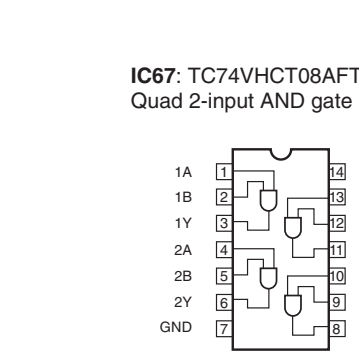 IC67: TC74VHCT08AFT
Quad 2-input AND gate
1A 1 14
1B 2 13
1Y 3 12
2A 4 11
2B 5 10
2Y 6 9
GND 7 8